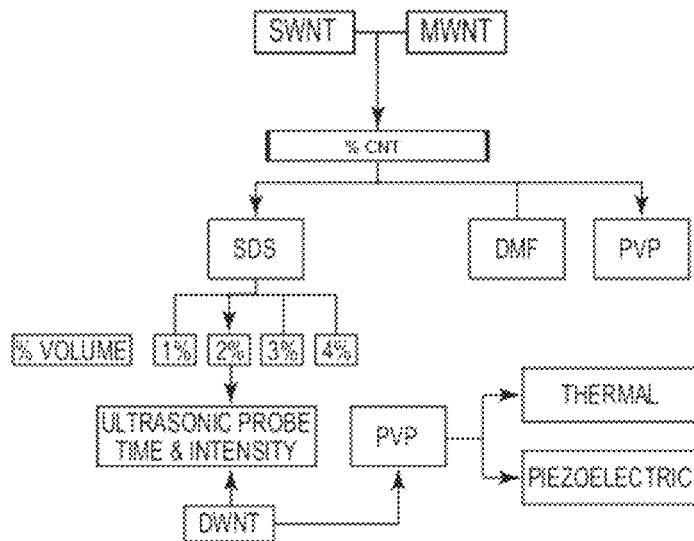 SWNT MWNT
% CNT
SDS DMF PVP
% VOLUME 1% 2% 3% 4%
ULTRASONIC PROBE
TIME & INTENSITY
PVP
THERMAL
PIEZOELECTRIC
DWNT